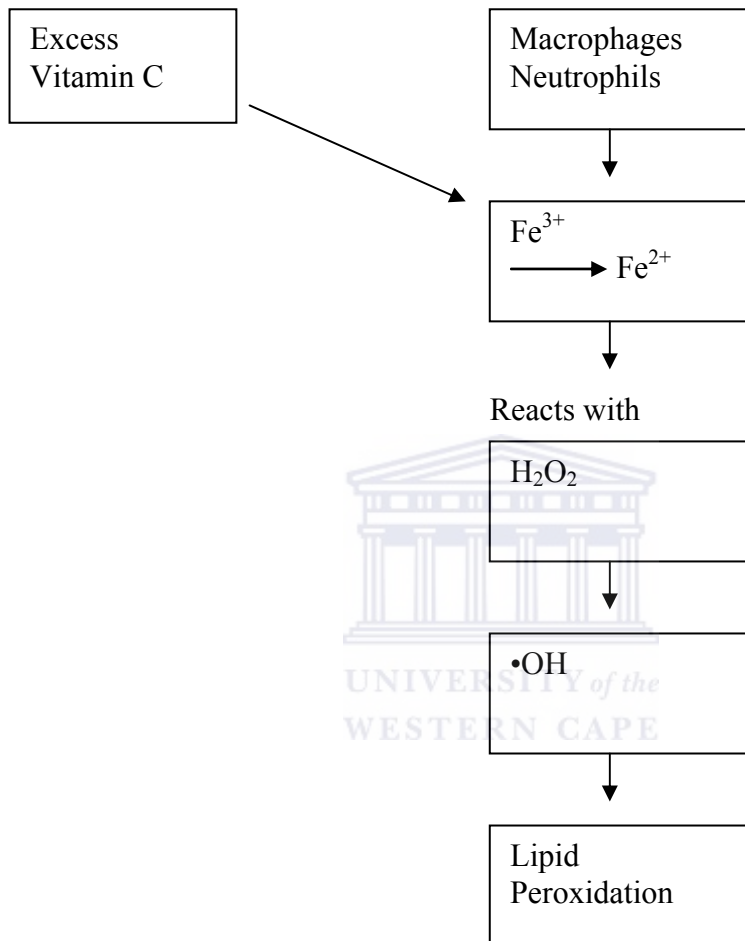 Excess
Vitamin C
Macrophages
Neutrophils
Fe³⁺
Fe²⁺
Reacts with
H₂O₂
•OH
UNIVERSITY of the
WESTERN CAPE
Lipid
Peroxidation